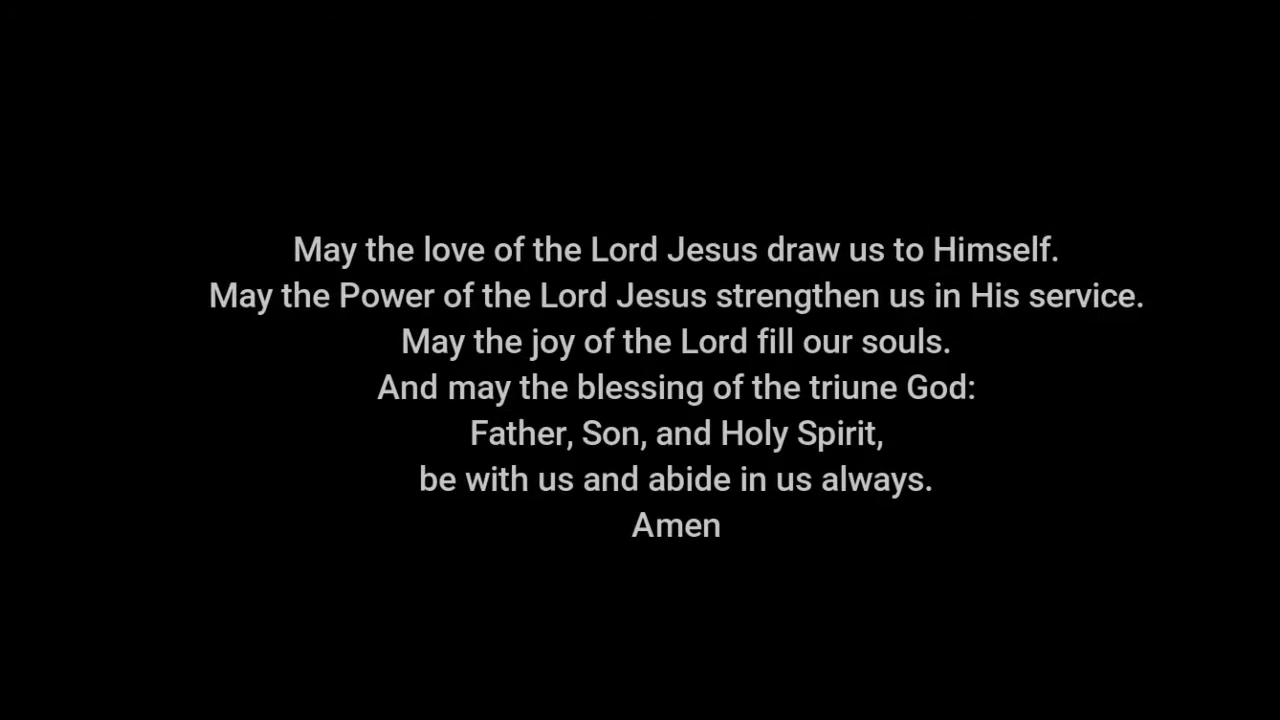 May the love of the Lord Jesus draw us to Himself.
May the Power of the Lord Jesus strengthen us in His service.
May the joy of the Lord fill our souls.
And may the blessing of the triune God:
Father, Son, and Holy Spirit,
be with us and abide in us always.
Amen